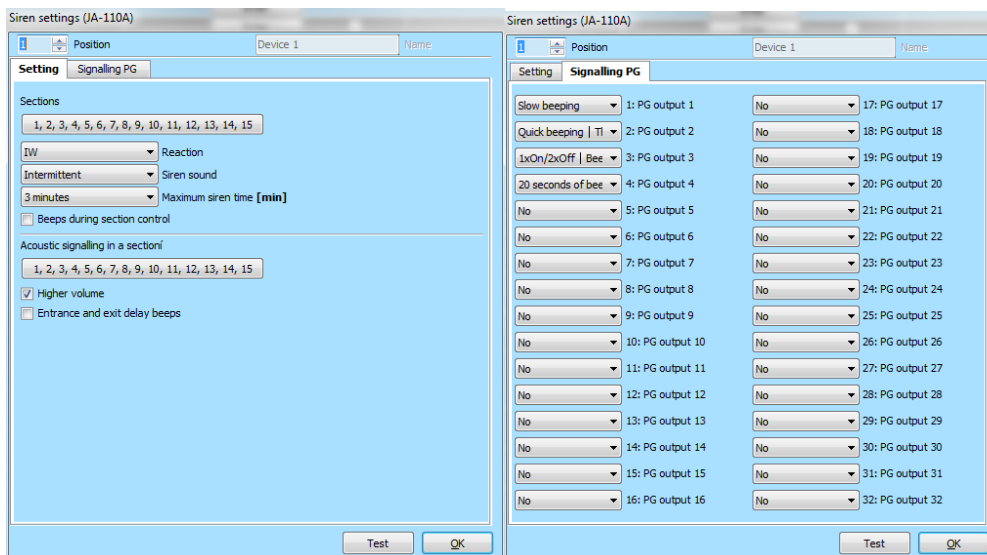 Siren settings (JA-110A)
1 Position Device 1 Name
Setting Signalling PG
Sections
1, 2, 3, 4, 5, 6, 7, 8, 9, 10, 11, 12, 13, 14, 15
IW Reaction
Intermittent Siren sound
3 minutes Maximum siren time [min]
Beeps during section control
Acoustic signalling in a sectioní
1, 2, 3, 4, 5, 6, 7, 8, 9, 10, 11, 12, 13, 14, 15
Higher volume
Entrance and exit delay beeps
Test OK
Siren settings (JA-110A)
1 Position Device 1 Name
Setting Signalling PG
Slow beeping 1: PG output 1 No 17: PG output 17
Quick beeping | Tl 2: PG output 2 No 18: PG output 18
1xOn/2xOff | Bee 3: PG output 3 No 19: PG output 19
20 seconds of bee 4: PG output 4 No 20: PG output 20
No 5: PG output 5 No 21: PG output 21
No 6: PG output 6 No 22: PG output 22
No 7: PG output 7 No 23: PG output 23
No 8: PG output 8 No 24: PG output 24
No 9: PG output 9 No 25: PG output 25
No 10: PG output 10 No 26: PG output 26
No 11: PG output 11 No 27: PG output 27
No 12: PG output 12 No 28: PG output 28
No 13: PG output 13 No 29: PG output 29
No 14: PG output 14 No 30: PG output 30
No 15: PG output 15 No 31: PG output 31
No 16: PG output 16 No 32: PG output 32
Test OK